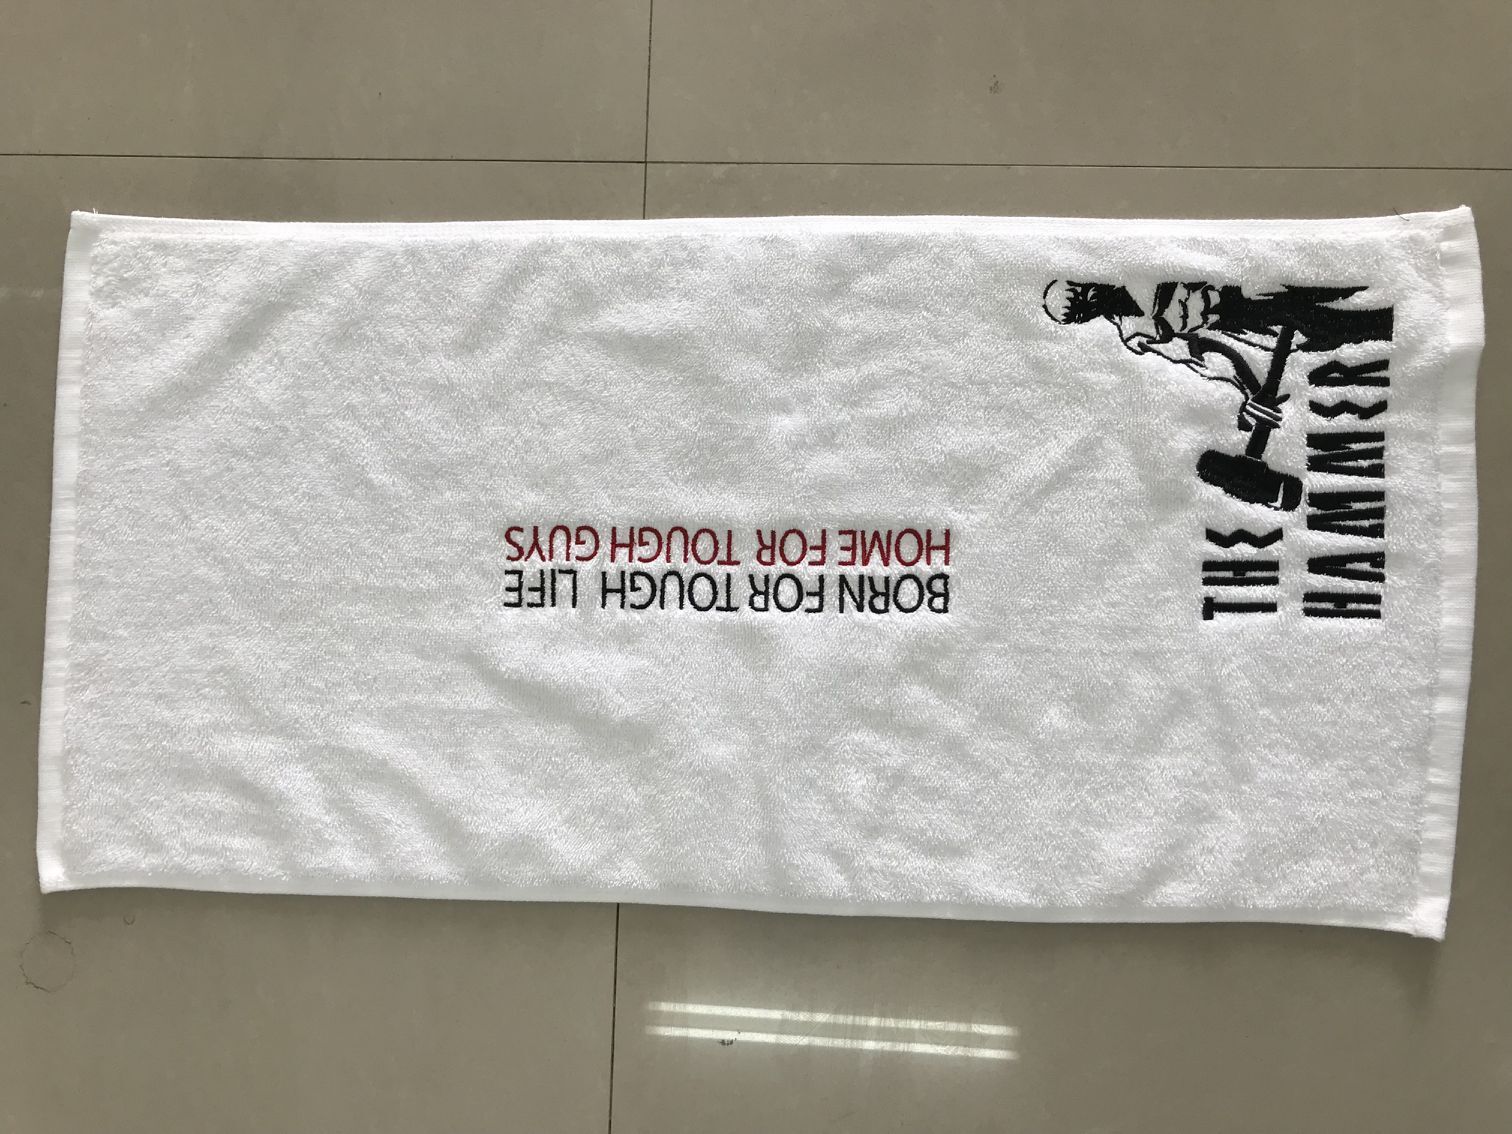 BORN FOR TOUGH LIFE
HOME FOR TOUGH GUYS
THE
HAMMER